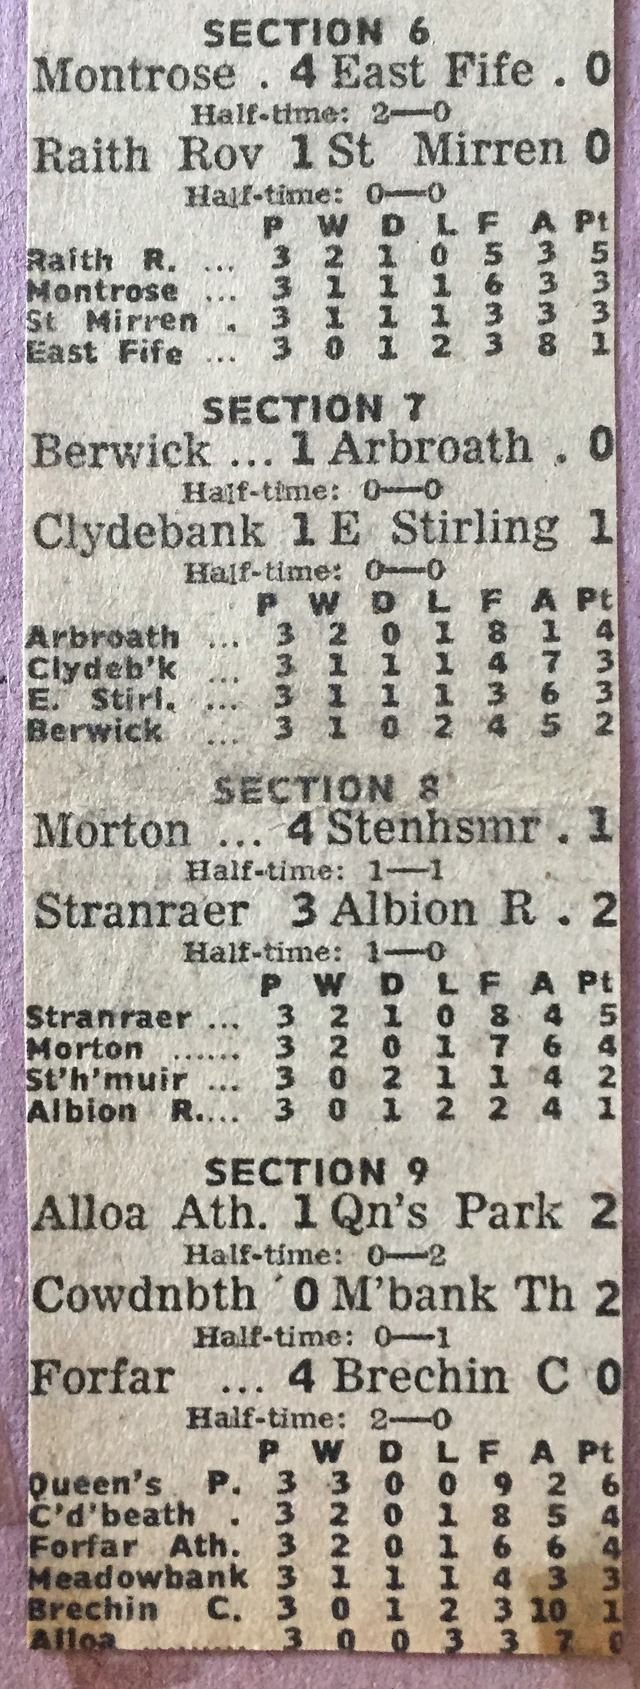 SECTION 6
Montrose . 4 East Fife . 0
Half-time: 2—0
Raith Rov 1 St Mirren 0
Half-time: 0—0
P W D L F A Pt
Raith R. ... 3 2 1 0 5 3 5
Montrose ... 3 1 1 1 6 3 3
St Mirren . 3 1 1 1 3 3 3
East Fife ... 3 0 1 2 3 8 1
SECTION 7
Berwick ... 1 Arbroath . 0
Half-time: 0—0
Clydebank 1 E Stirling 1
Half-time: 0—0
P W D L F A Pt
Arbroath ... 3 2 0 1 8 1 4
Clydeb'k ... 3 1 1 1 4 7 3
E. Stirl. ... 3 1 1 1 3 6 3
Berwick ... 3 1 0 2 4 5 2
SECTION 8
Morton ... 4 Stenhsmr . 1
Half-time: 1—1
Stranraer 3 Albion R . 2
Half-time: 1—0
P W D L F A Pt
Stranraer ... 3 2 1 0 8 4 5
Morton ...... 3 2 0 1 7 6 4
St'h'muir ... 3 0 2 1 1 4 2
Albion R.... 3 0 1 2 2 4 1
SECTION 9
Alloa Ath. 1 Qn's Park 2
Half-time: 0—2
Cowdnbth 0 M'bank Th 2
Half-time: 0—1
Forfar ... 4 Brechin C 0
Half-time: 2—0
P W D L F A Pt
Queen's P. 3 3 0 0 9 2 6
C'd'beath . 3 2 0 1 8 5 4
Forfar Ath. 3 2 0 1 6 6 4
Meadowbank 3 1 1 1 4 3 3
Brechin C. 3 0 1 2 3 10 1
Alloa ......... 3 0 0 3 3 7 0